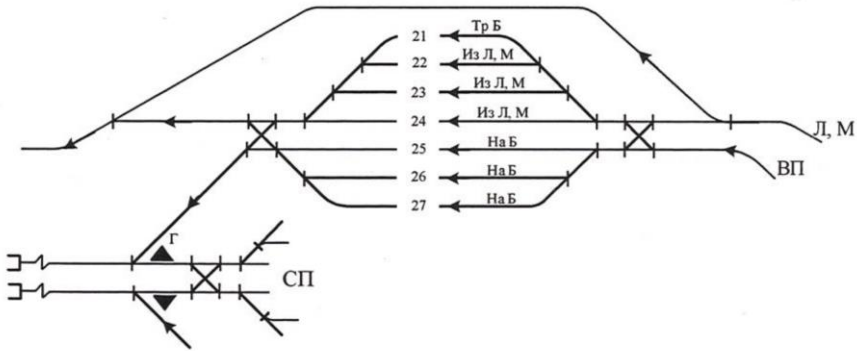 21 Тр Б
22 Из Л, М
23 Из Л, М
24 Из Л, М
Л, М
25 На Б
ВП
26 На Б
27 На Б
Г
СП